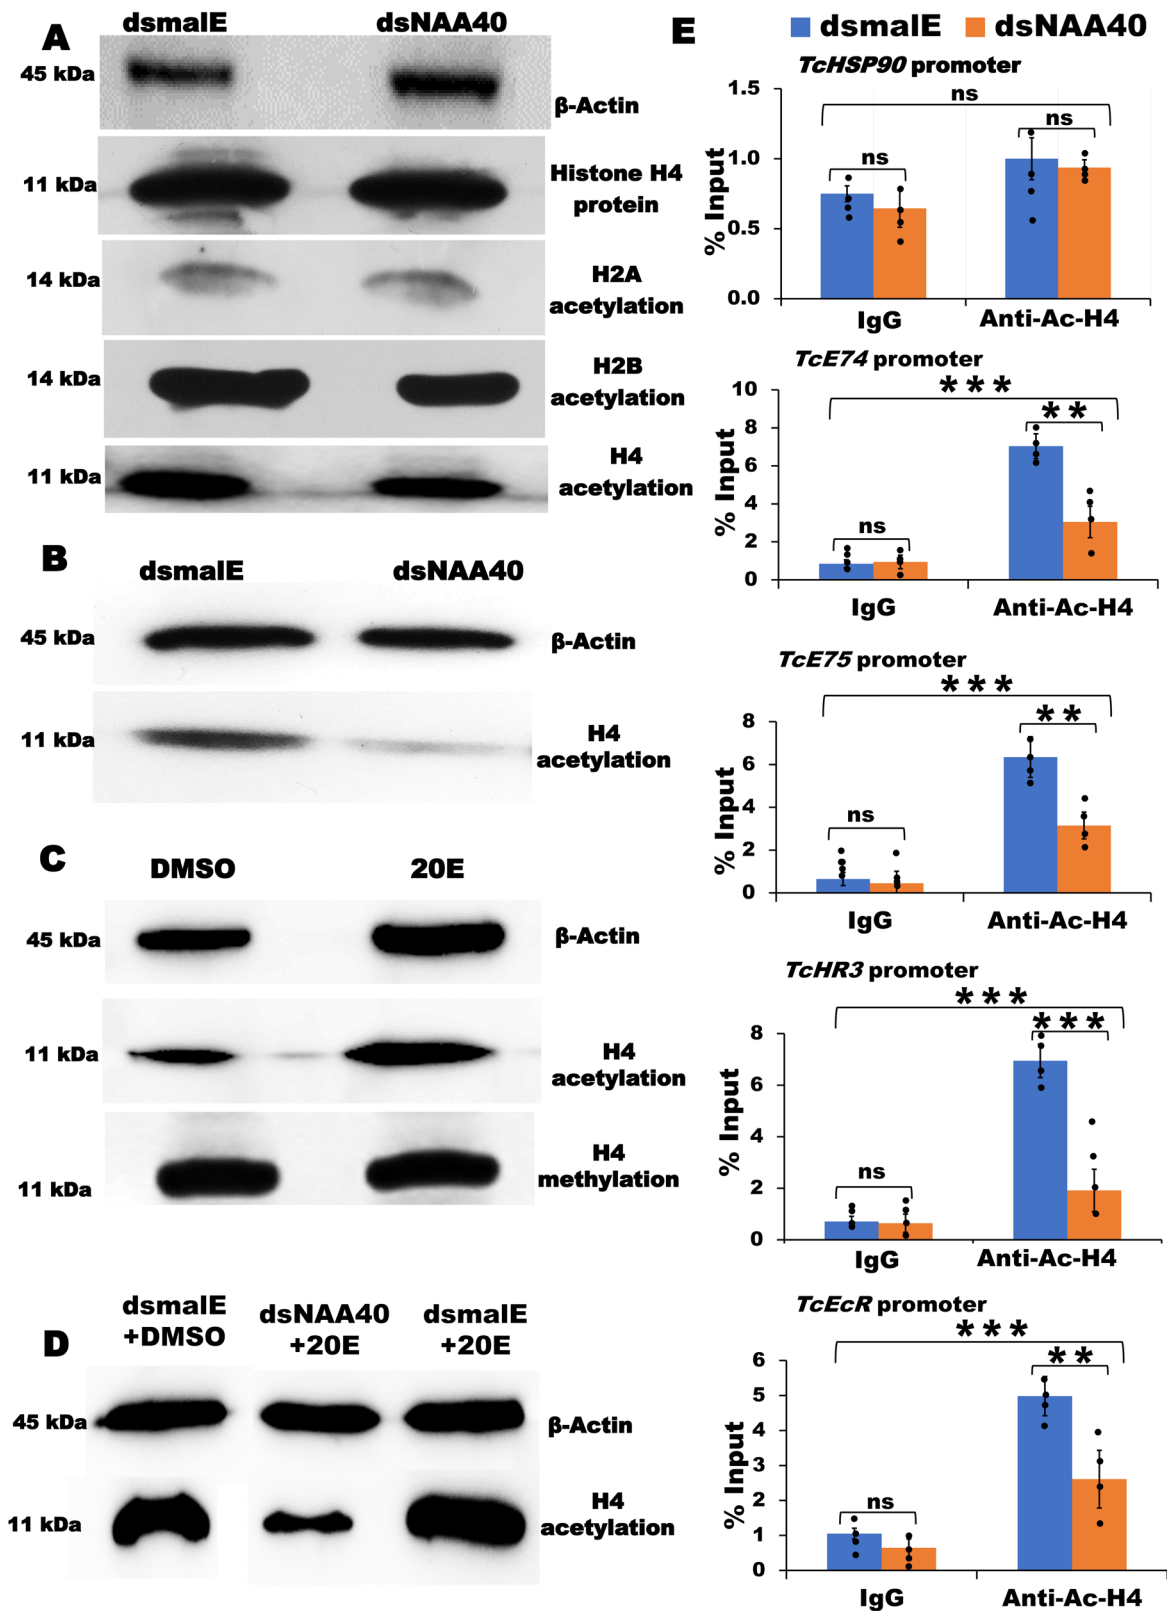 A
dsmalE
dsNAA40
45 kDa
β-Actin
11 kDa
Histone H4
protein
14 kDa
H2A
acetylation
14 kDa
H2B
acetylation
11 kDa
H4
acetylation
B
dsmalE
dsNAA40
45 kDa
β-Actin
11 kDa
H4
acetylation
C
DMSO
20E
45 kDa
β-Actin
11 kDa
H4
acetylation
11 kDa
H4
methylation
D
dsmalE
+DMSO
dsNAA40
+20E
dsmalE
+20E
45 kDa
β-Actin
11 kDa
H4
acetylation
E
dsmalE
dsNAA40
TcHSP90 promoter
ns
ns
ns
% Input
1.5
1.0
0.5
0.0
IgG
Anti-Ac-H4
TcE74 promoter
***
**
ns
% Input
10
8
6
4
2
0
IgG
Anti-Ac-H4
TcE75 promoter
***
**
ns
% Input
8
6
4
2
0
IgG
Anti-Ac-H4
TcHR3 promoter
***
***
ns
% Input
8
6
4
2
0
IgG
Anti-Ac-H4
TcEcR promoter
***
**
ns
% Input
6
5
4
3
2
1
0
IgG
Anti-Ac-H4